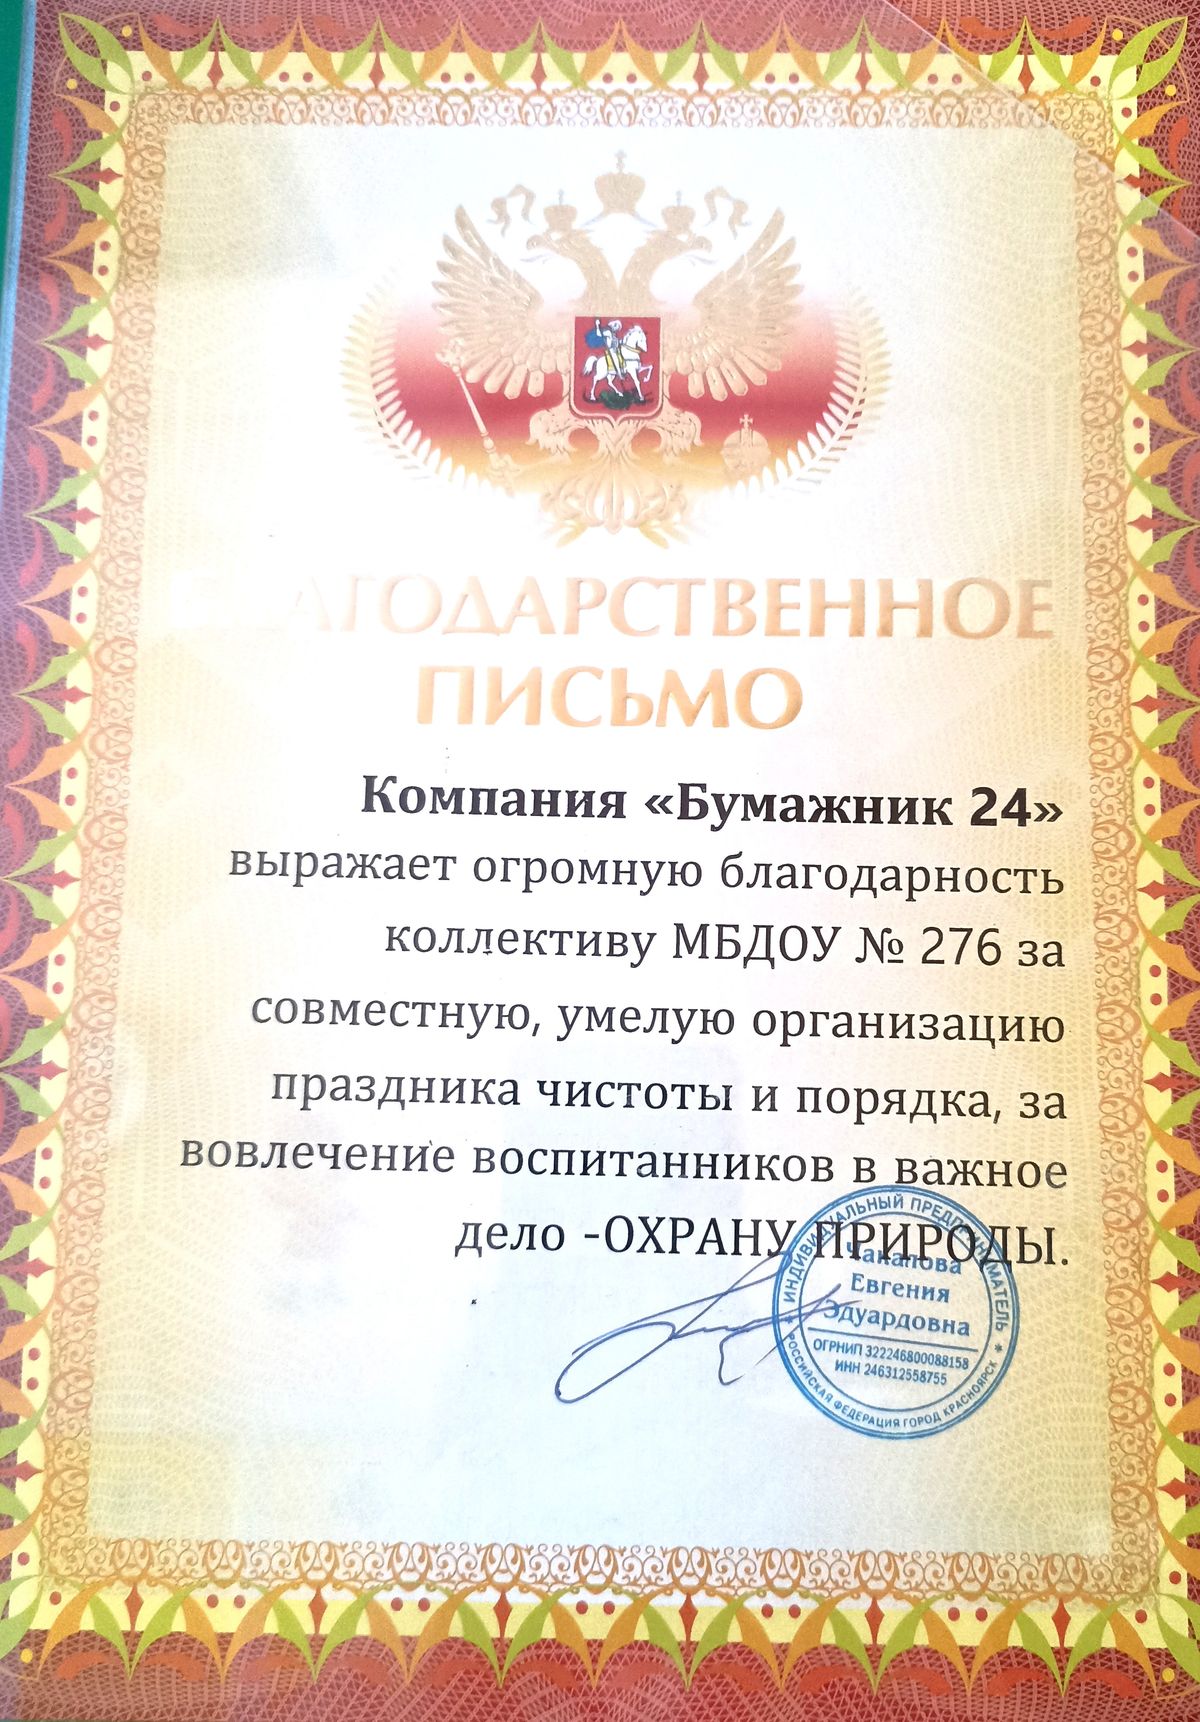 БЛАГОДАРСТВЕННОЕ
ПИСЬМО
Компания «Бумажник 24»
выражает огромную благодарность
коллективу МБДОУ № 276 за
совместную, умелую организацию
праздника чистоты и порядка, за
вовлечение воспитанников в важное
дело -ОХРАНУ ПРИРОДЫ.
ИНДИВИДУАЛЬНЫЙ ПРЕДПРИНИМАТЕЛЬ
Евгения
Эдуардовна
ОГРНИП 322246800088158
ИНН 246312558755
РОССИЙСКАЯ ФЕДЕРАЦИЯ ГОРОД КРАСНОЯРСК